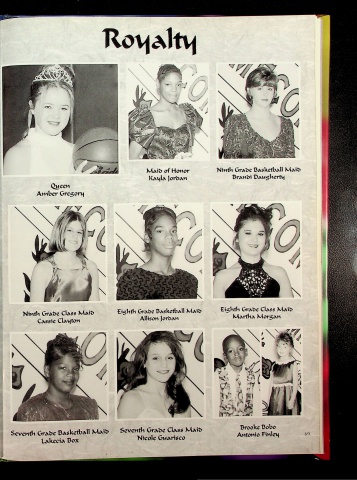 Royalty
Queen
Amber Gregory
Maid of Honor
Kayla Jordan
Ninth Grade Basketball Maid
Brandi Daugherty
Ninth Grade Class Maid
Cassie Clayton
Eighth Grade Basketball Maid
Allison Jordan
Eighth Grade Class Maid
Martha Morgan
Seventh Grade Basketball Maid
Lakecia Box
Seventh Grade Class Maid
Nicole Guarisco
Brooke Bobo
Antonio Finley